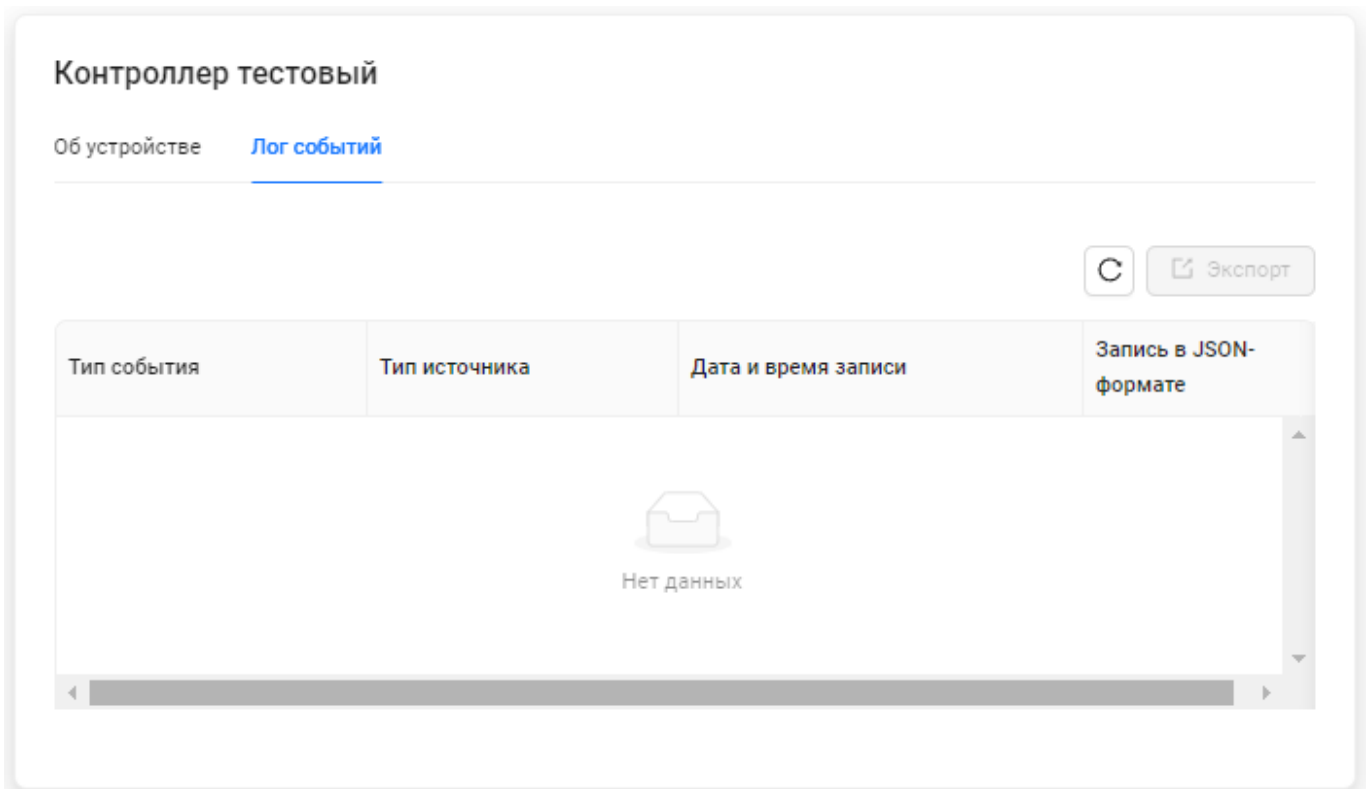 Контроллер тестовый
Об устройстве Лог событий
Экспорт
Тип события Тип источника Дата и время записи Запись в JSON-
формате
Нет данных